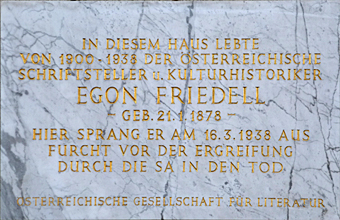 IN DIESEM HAUS LEBTE
VON 1900-1938 DER ÖSTERREICHISCHE
SCHRIFTSTELLER u. KULTURHISTORIKER
EGON FRIEDELL
- GEB. 21.1.1878 -
HIER SPRANG ER AM 16.3.1938 AUS
FURCHT VOR DER ERGREIFUNG
DURCH DIE SA IN DEN TOD
ÖSTERREICHISCHE GESELLSCHAFT FÜR LITERATUR